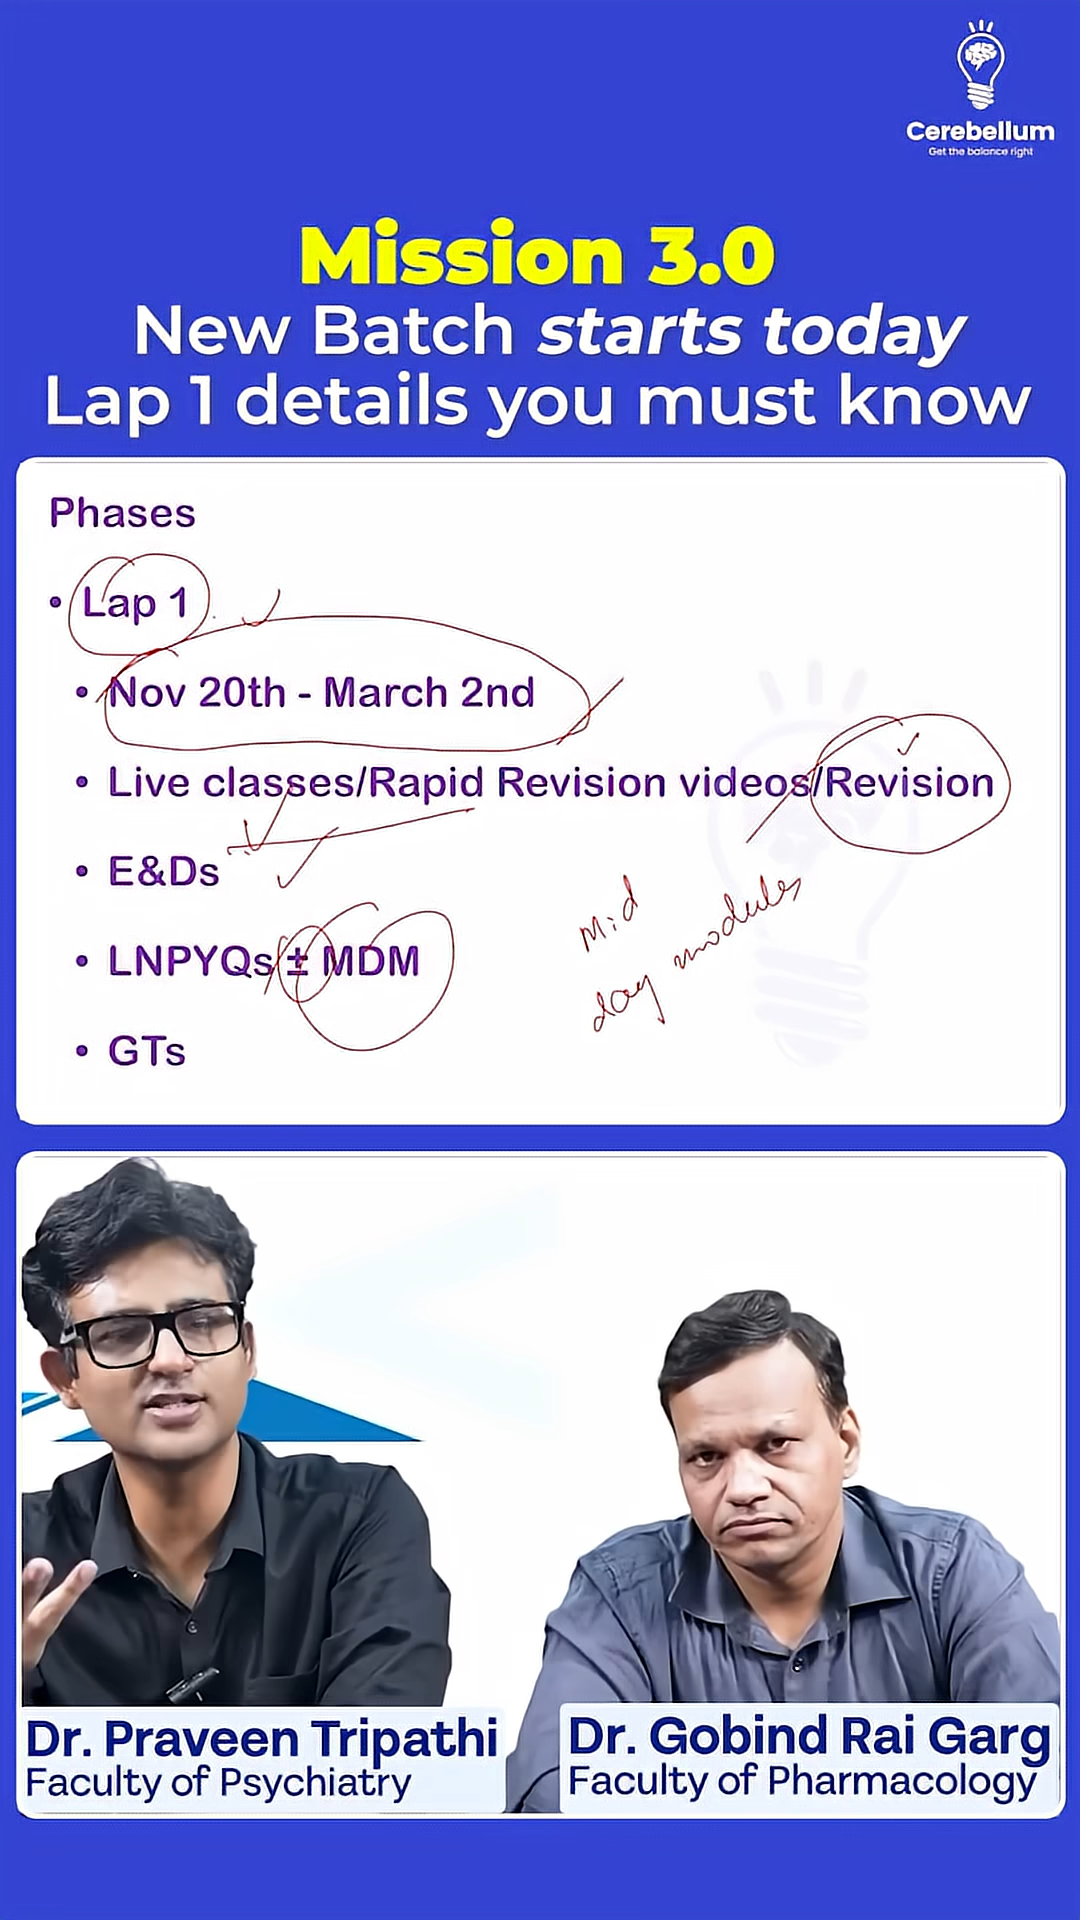 Cerebellum
Get the balance right
Mission 3.0
New Batch starts today
Lap 1 details you must know
Phases
• Lap 1
• Nov 20th - March 2nd
• Live classes/Rapid Revision videos/Revision
• E&Ds
• LNPYQs ± MDM
• GTs
Mid
day modules
Dr. Praveen Tripathi
Faculty of Psychiatry
Dr. Gobind Rai Garg
Faculty of Pharmacology